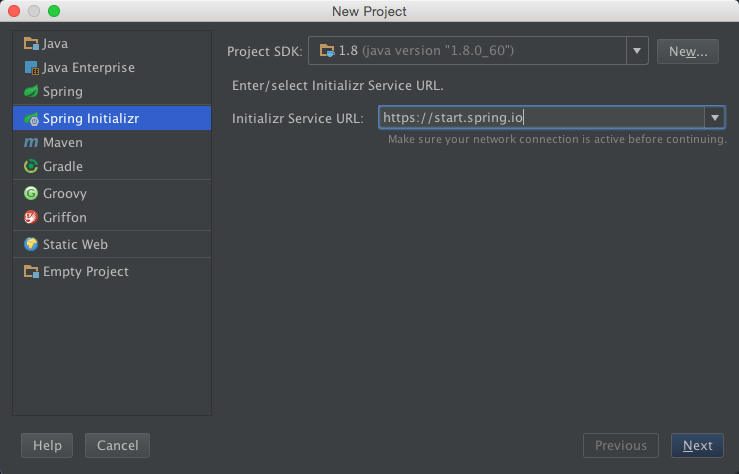 New Project
Java
Java Enterprise
Spring
Spring Initializr
Maven
Gradle
Groovy
Griffon
Static Web
Empty Project
Project SDK: 1.8 (java version "1.8.0_60") New...
Enter/select Initializr Service URL.
Initializr Service URL: https://start.spring.io
Make sure your network connection is active before continuing.
Help Cancel Previous Next